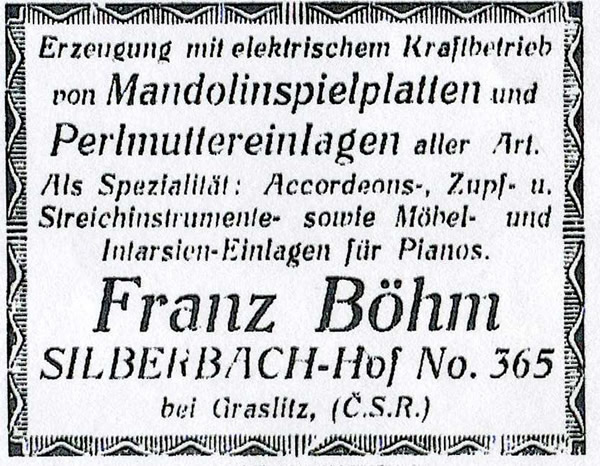 Erzeugung mit elektrischem Kraftbetrieb
von Mandolinspielplatten und
Perlmuttereinlagen aller Art.
Als Spezialität: Accordeons-, Zupf- u.
Streichinstrumente- sowie Möbel- und
Intarsien-Einlagen für Pianos.
Franz Böhm
SILBERBACH-Hof No. 365
bei Graslitz, (Č.S.R.)